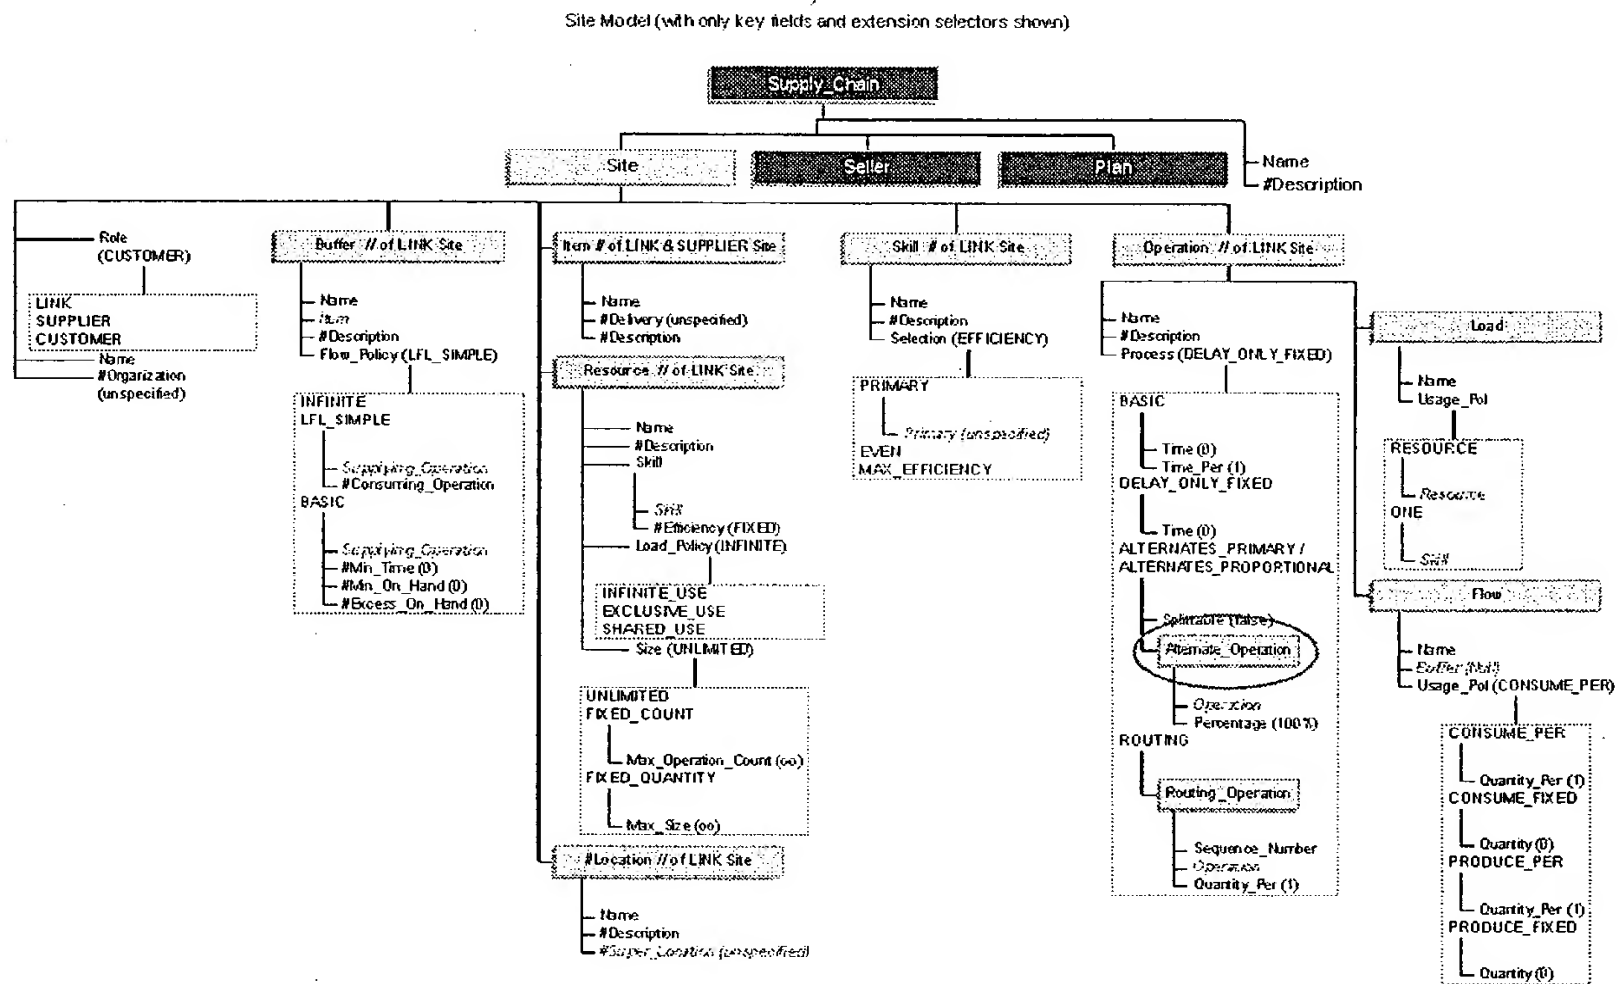 Site Model (with only key fields and extension selectors shown)
Supply_Chain
Site
Seller
Plan
Name
#Description
Role
(CUSTOMER)
LINK
SUPPLIER
CUSTOMER
Name
#Organization
(unspecified)
Buffer // of LINK Site
Name
Item
#Description
Flow_Policy (LFL_SIMPLE)
INFINITE
LFL_SIMPLE
Supplying_Operation
#Consuming_Operation
BASIC
Supplying_Operation
#Min_Time (0)
#Min_On_Hand (0)
#Excess_On_Hand (0)
Item # of LINK & SUPPLIER Site
Name
#Delivery (unspecified)
#Description
Resource // of LINK Site
Name
#Description
Skill
Skill
#Efficiency (FIXED)
Load_Policy (INFINITE)
INFINITE_USE
EXCLUSIVE_USE
SHARED_USE
Size (UNLIMITED)
UNLIMITED
FIXED_COUNT
Max_Operation_Count (oo)
FIXED_QUANTITY
Max_Size (oo)
#Location // of LINK Site
Name
#Description
#Super_Location (unspecified)
Skill # of LINK Site
Name
#Description
Selection (EFFICIENCY)
PRIMARY
Primary (unspecified)
EVEN
MAX_EFFICIENCY
Operation // of LINK Site
Name
#Description
Process (DELAY_ONLY_FIXED)
BASIC
Time (0)
Time_Per (1)
DELAY_ONLY_FIXED
Time (0)
ALTERNATES_PRIMARY /
ALTERNATES_PROPORTIONAL
Splittable (false)
Alternate_Operation
Operation
Percentage (100%)
ROUTING
Routing_Operation
Sequence_Number
Operation
Quantity_Per (1)
Load
Name
Usage_Pol
RESOURCE
Resource
ONE
Skill
Flow
Name
Buffer (Null)
Usage_Pol (CONSUME_PER)
CONSUME_PER
Quantity_Per (1)
CONSUME_FIXED
Quantity (0)
PRODUCE_PER
Quantity_Per (1)
PRODUCE_FIXED
Quantity (0)